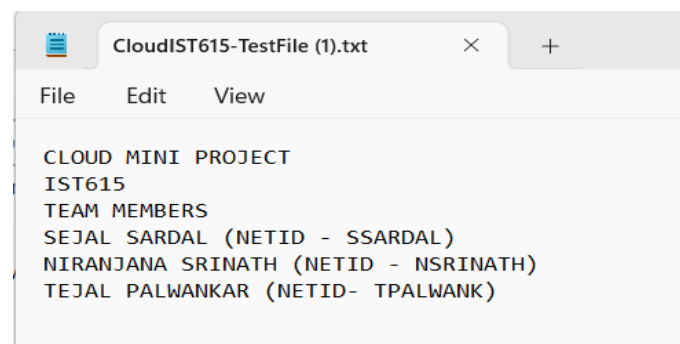 CloudIST615-TestFile (1).txt
File Edit View
CLOUD MINI PROJECT
IST615
TEAM MEMBERS
SEJAL SARDAL (NETID - SSARDAL)
NIRANJANA SRINATH (NETID - NSRINATH)
TEJAL PALWANKAR (NETID- TPALWANK)